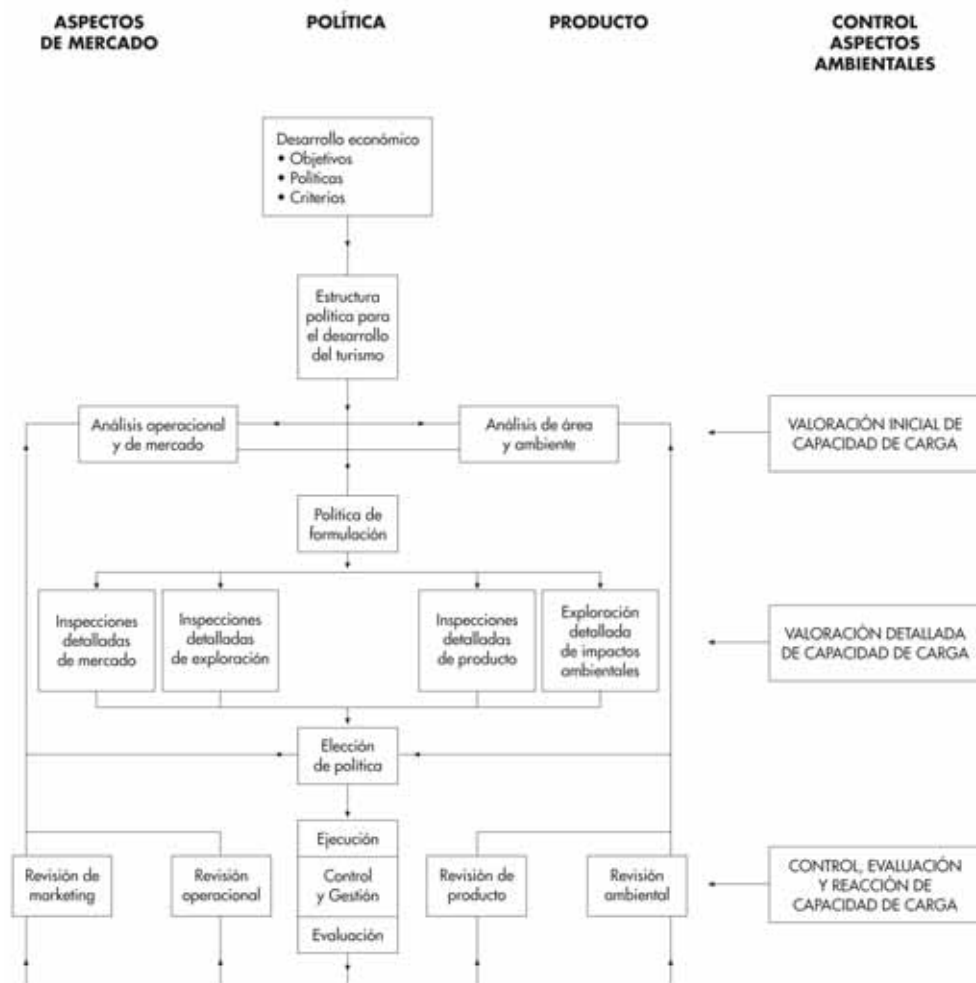 ASPECTOS
DE MERCADO
POLÍTICA
PRODUCTO
CONTROL
ASPECTOS
AMBIENTALES
Desarrollo económico
• Objetivos
• Políticas
• Criterios
Estructura
política para
el desarrollo
del turismo
Análisis operacional
y de mercado
Análisis de área
y ambiente
VALORACIÓN INICIAL DE
CAPACIDAD DE CARGA
Política de
formulación
Inspecciones
detalladas
de mercado
Inspecciones
detalladas
de exploración
Inspecciones
detalladas
de producto
Exploración
detallada
de impactos
ambientales
VALORACIÓN DETALLADA
DE CAPACIDAD DE CARGA
Elección
de política
Revisión de
marketing
Revisión
operacional
Ejecución
Control
y Gestión
Evaluación
Revisión de
producto
Revisión
ambiental
CONTROL, EVALUACIÓN
Y REACCIÓN DE
CAPACIDAD DE CARGA